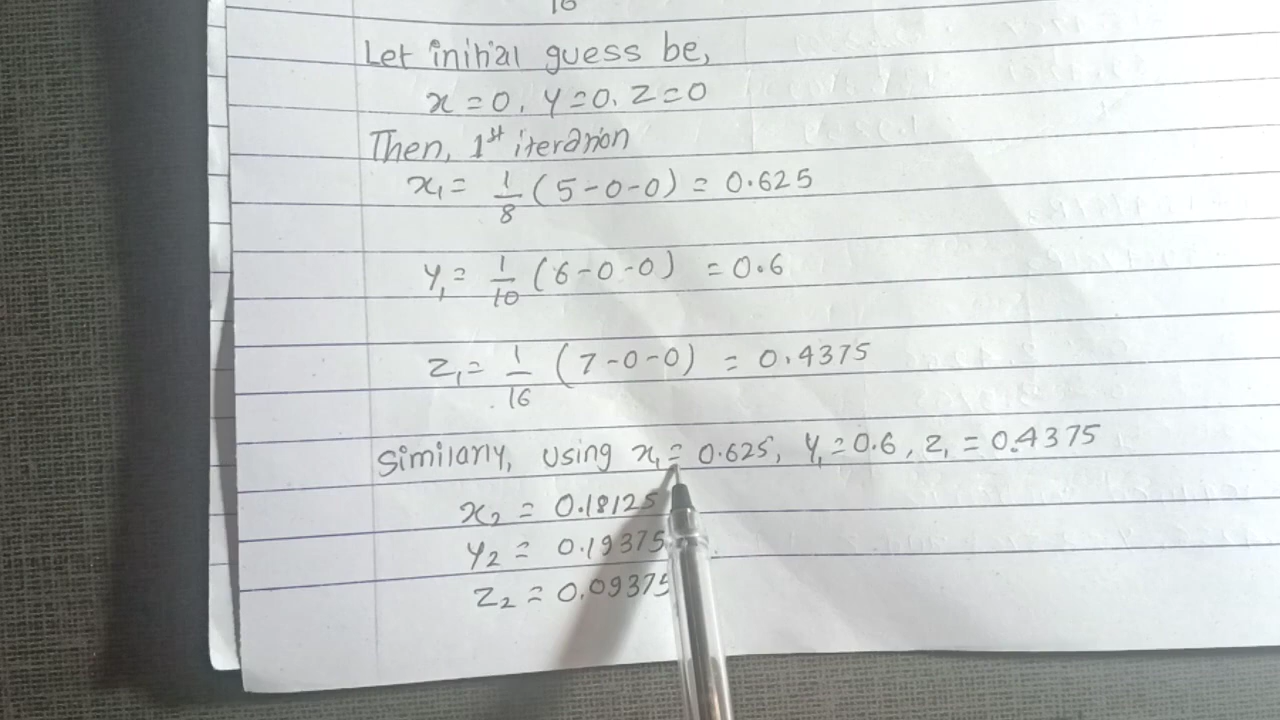 16
Let initial guess be,
x = 0, y = 0, z = 0
Then, 1st iteration
x₁ = 1/8 (5-0-0) = 0.625
y₁ = 1/10 (6-0-0) = 0.6
z₁ = 1/16 (7-0-0) = 0.4375
Similarly, using x₁ = 0.625, y₁ = 0.6, z₁ = 0.4375
x₂ = 0.18125
y₂ = 0.19375
z₂ = 0.09375